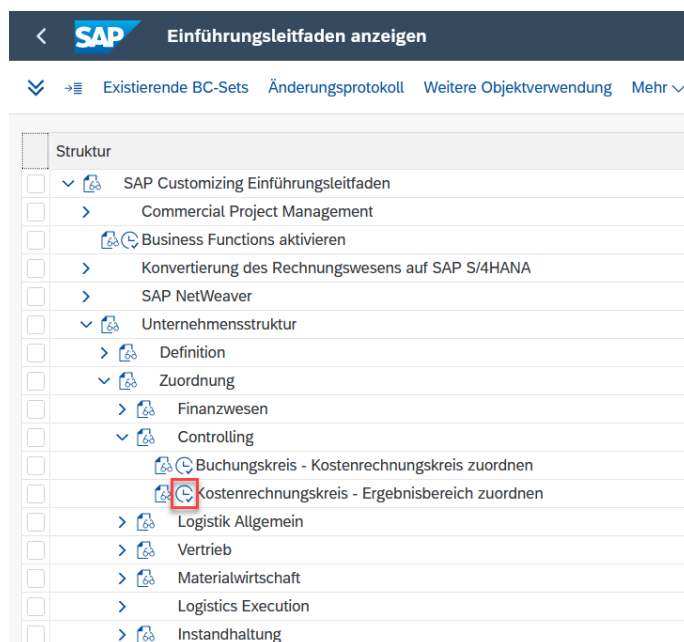 SAP Einführungsleitfaden anzeigen
Existierende BC-Sets Änderungsprotokoll Weitere Objektverwendung Mehr
Struktur
SAP Customizing Einführungsleitfaden
Commercial Project Management
Business Functions aktivieren
Konvertierung des Rechnungswesens auf SAP S/4HANA
SAP NetWeaver
Unternehmensstruktur
Definition
Zuordnung
Finanzwesen
Controlling
Buchungskreis - Kostenrechnungskreis zuordnen
Kostenrechnungskreis - Ergebnisbereich zuordnen
Logistik Allgemein
Vertrieb
Materialwirtschaft
Logistics Execution
Instandhaltung